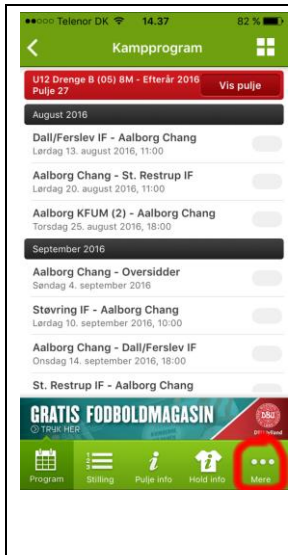 Telenor DK 14.37 82 %
Kampprogram
U12 Drenge B (05) 8M - Efterår 2016
Pulje 27
Vis pulje
August 2016
Dall/Ferslev IF - Aalborg Chang
Lørdag 13. august 2016, 11:00
Aalborg Chang - St. Restrup IF
Lørdag 20. august 2016, 11:00
Aalborg KFUM (2) - Aalborg Chang
Torsdag 25. august 2016, 18:00
September 2016
Aalborg Chang - Oversidder
Søndag 4. september 2016
Støvring IF - Aalborg Chang
Lørdag 10. september 2016, 10:00
Aalborg Chang - Dall/Ferslev IF
Onsdag 14. september 2016, 18:00
St. Restrup IF - Aalborg Chang
GRATIS FODBOLDMAGASIN
TRYK HER
DBU
1
2
3
Program Stilling Pulje info Hold info Mere